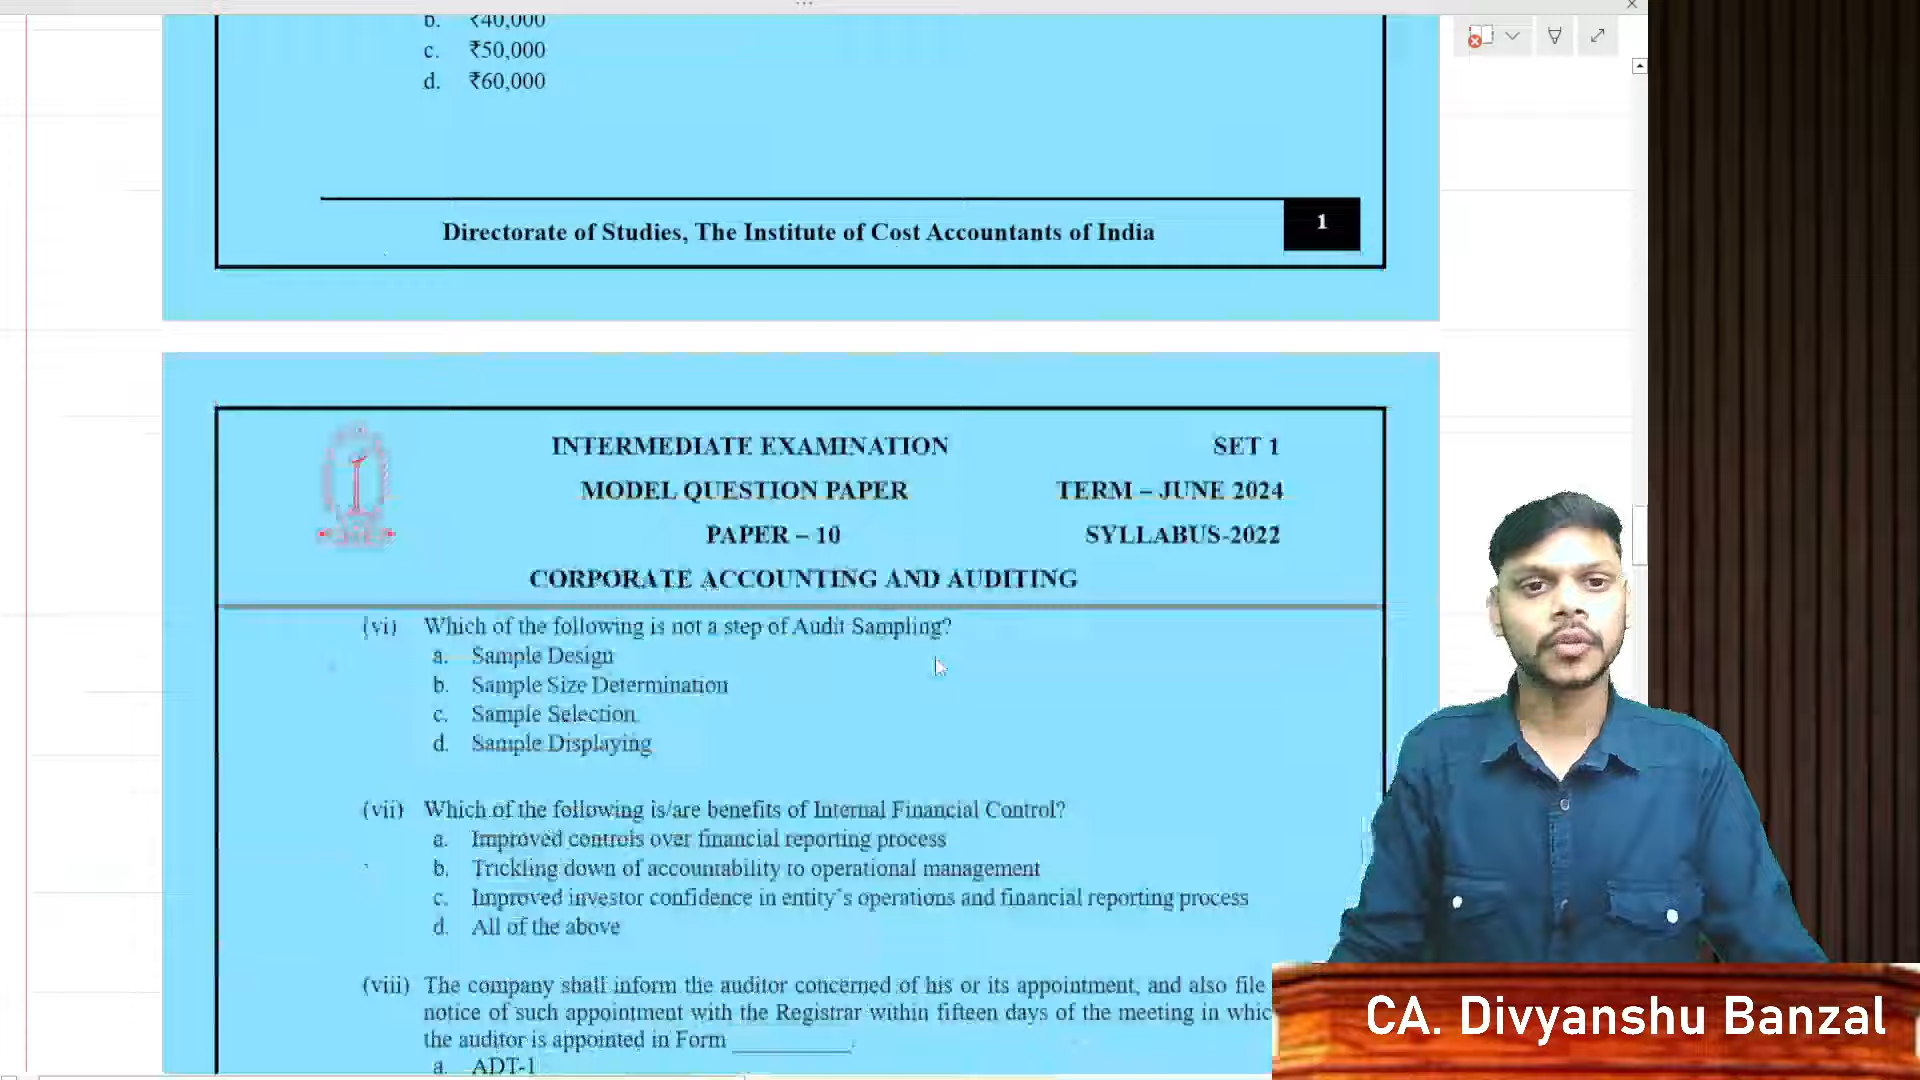 b. ₹40,000
c. ₹50,000
d. ₹60,000
Directorate of Studies, The Institute of Cost Accountants of India
1
INTERMEDIATE EXAMINATION SET 1
MODEL QUESTION PAPER TERM – JUNE 2024
PAPER – 10 SYLLABUS-2022
CORPORATE ACCOUNTING AND AUDITING
(vi) Which of the following is not a step of Audit Sampling?
a. Sample Design
b. Sample Size Determination
c. Sample Selection
d. Sample Displaying
(vii) Which of the following is/are benefits of Internal Financial Control?
a. Improved controls over financial reporting process
b. Trickling down of accountability to operational management
c. Improved investor confidence in entity's operations and financial reporting process
d. All of the above
(viii) The company shall inform the auditor concerned of his or its appointment, and also file
notice of such appointment with the Registrar within fifteen days of the meeting in whic
the auditor is appointed in Form __________.
a. ADT-1
CA. Divyanshu Banzal